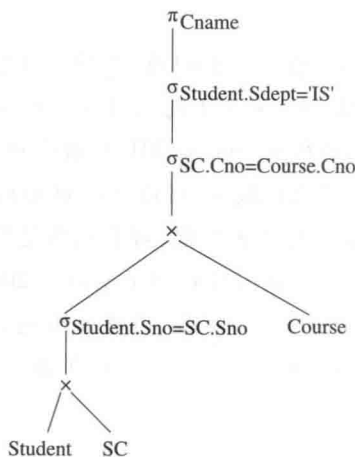 πCname
σStudent.Sdept='IS'
σSC.Cno=Course.Cno
×
σStudent.Sno=SC.Sno Course
×
Student SC